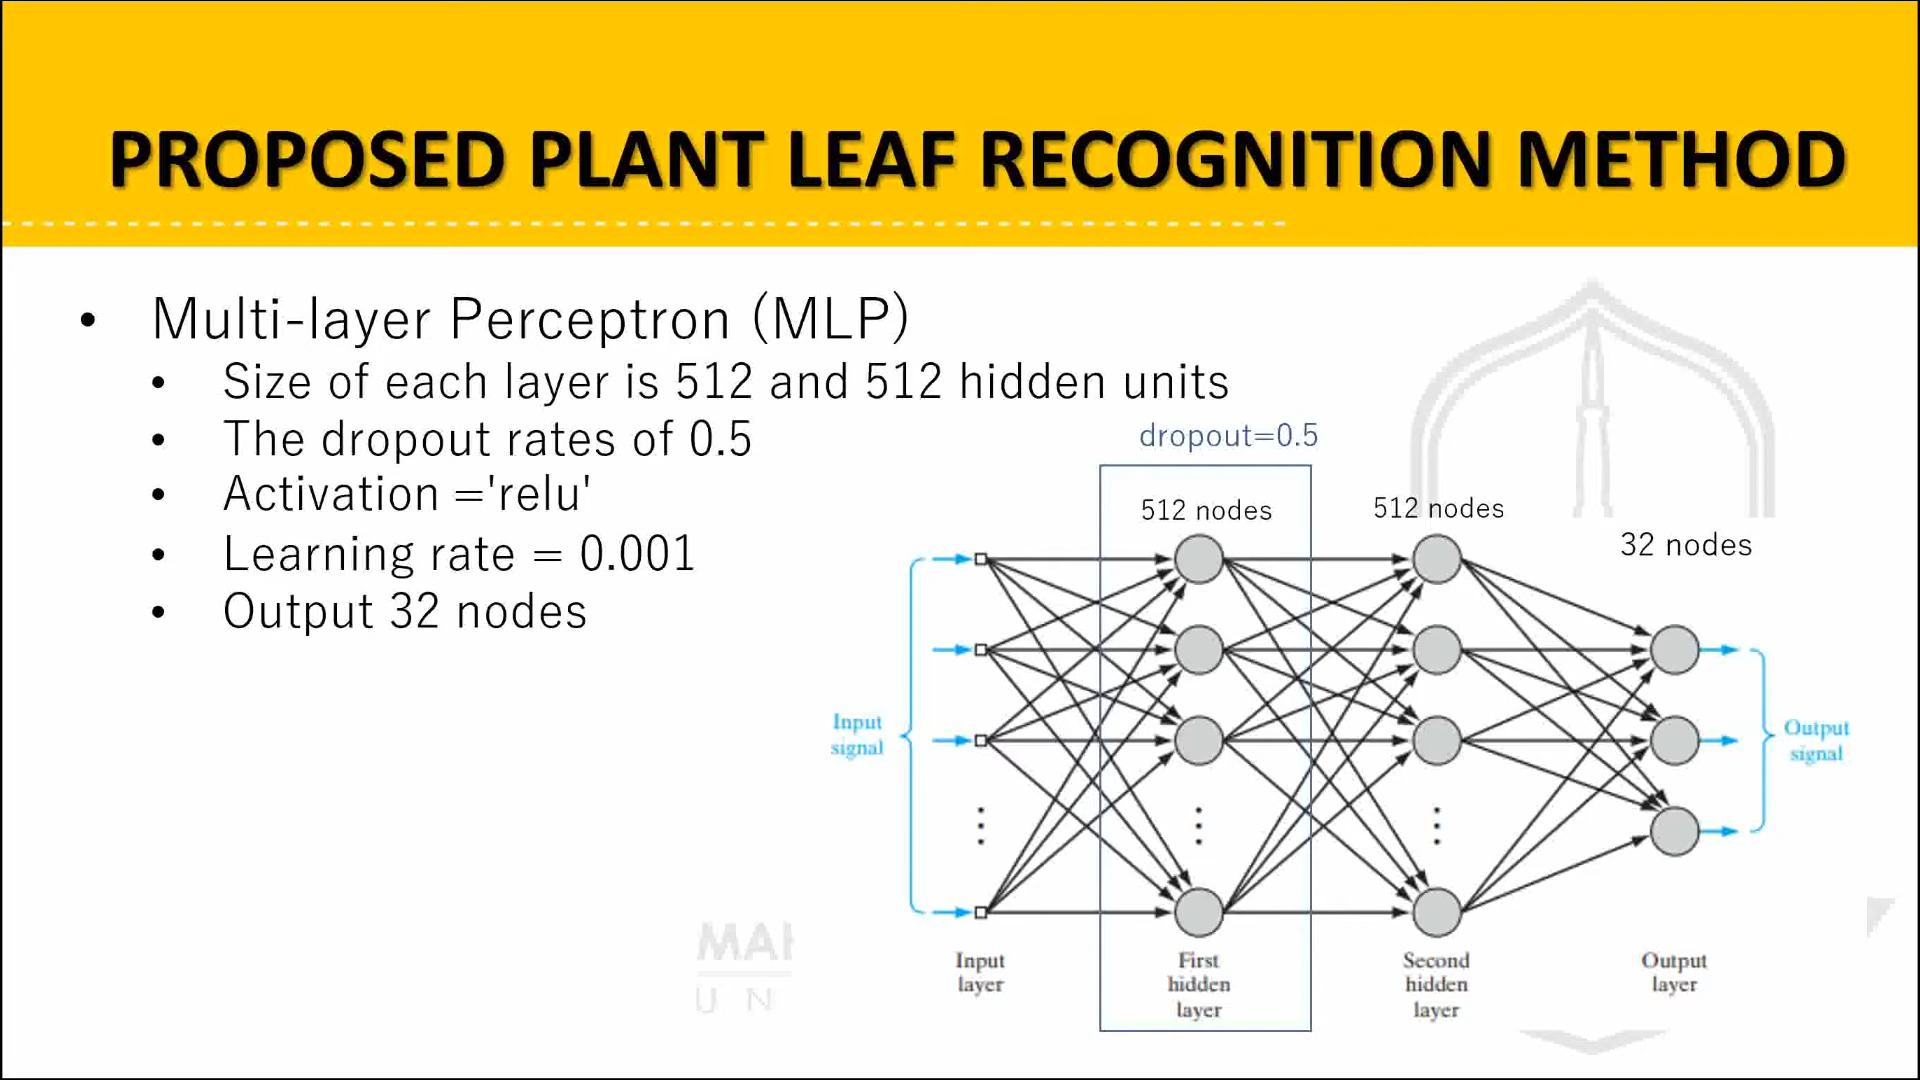 PROPOSED PLANT LEAF RECOGNITION METHOD
• Multi-layer Perceptron (MLP)
• Size of each layer is 512 and 512 hidden units
• The dropout rates of 0.5
• Activation ='relu'
• Learning rate = 0.001
• Output 32 nodes
dropout=0.5
512 nodes
512 nodes
32 nodes
Input
signal
Output
signal
Input
layer
First
hidden
layer
Second
hidden
layer
Output
layer